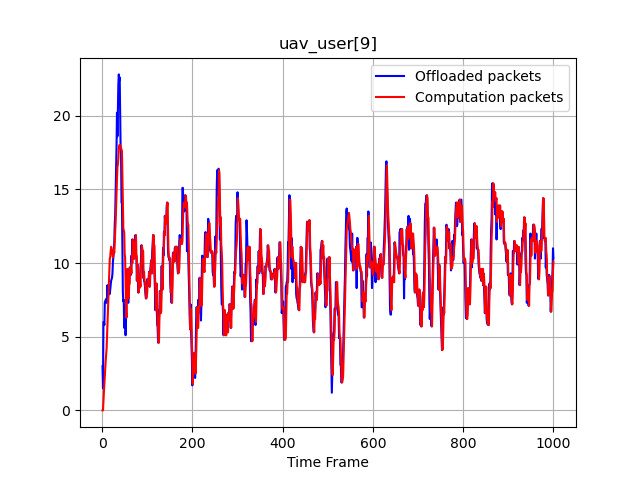 uav_user[9]
Offloaded packets
Computation packets
20
15
10
5
0
0 200 400 600 800 1000
Time Frame